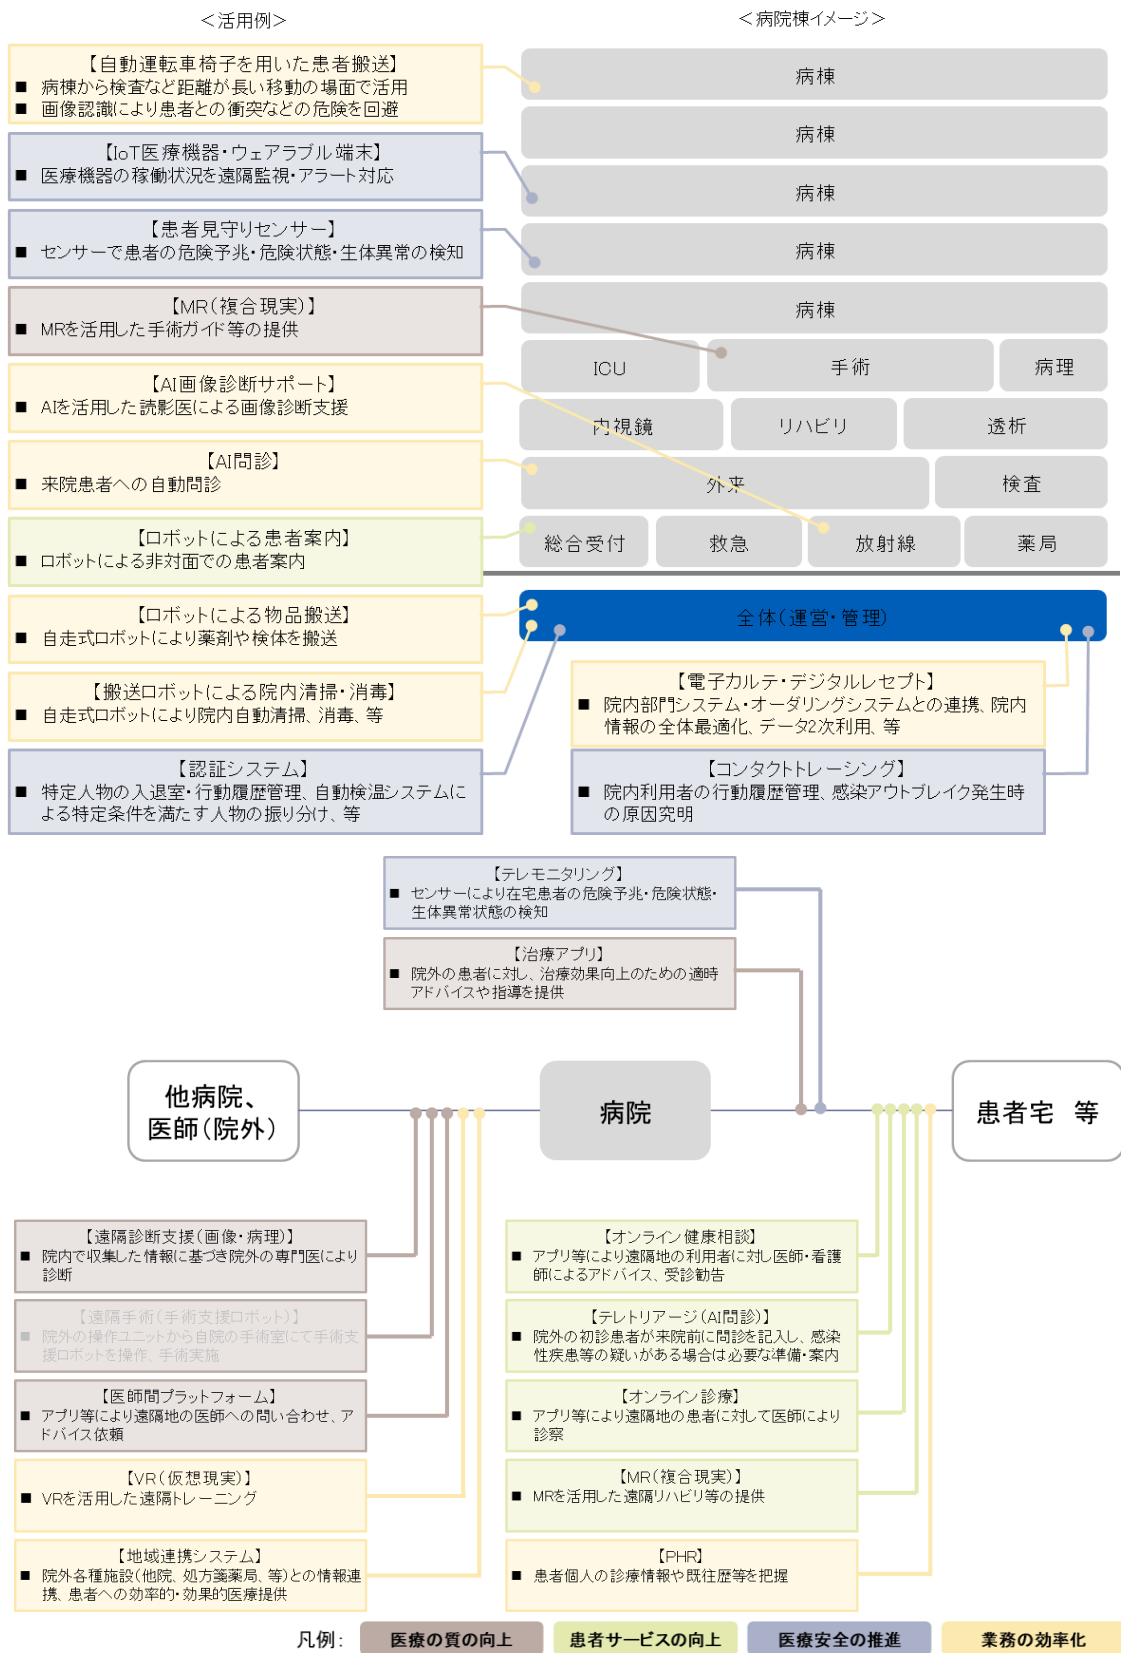 ＜活用例＞
＜病院棟イメージ＞
【自動運転車椅子を用いた患者搬送】
■ 病棟から検査など距離が長い移動の場面で活用
■ 画像認識により患者との衝突などの危険を回避
【IoT医療機器・ウェアラブル端末】
■ 医療機器の稼働状況を遠隔監視・アラート対応
【患者見守りセンサー】
■ センサーで患者の危険予兆・危険状態・生体異常の検知
【MR（複合現実）】
■ MRを活用した手術ガイド等の提供
【AI画像診断サポート】
■ AIを活用した読影医による画像診断支援
【AI問診】
■ 来院患者への自動問診
【ロボットによる患者案内】
■ ロボットによる非対面での患者案内
【ロボットによる物品搬送】
■ 自走式ロボットにより薬剤や検体を搬送
【搬送ロボットによる院内清掃・消毒】
■ 自走式ロボットにより院内自動清掃、消毒、等
【認証システム】
■ 特定人物の入退室・行動履歴管理、自動検温システムに
よる特定条件を満たす人物の振り分け、等
病棟
病棟
病棟
病棟
病棟
ICU
手術
病理
内視鏡
リハビリ
透析
外来
検査
総合受付
救急
放射線
薬局
全体（運営・管理）
【電子カルテ・デジタルレセプト】
■ 院内部門システム・オーダリングシステムとの連携、院内
情報の全体最適化、データ2次利用、等
【コンタクトトレーシング】
■ 院内利用者の行動履歴管理、感染アウトブレイク発生時
の原因究明
【テレモニタリング】
■ センサーにより在宅患者の危険予兆・危険状態・
生体異常状態の検知
【治療アプリ】
■ 院外の患者に対し、治療効果向上のための適時
アドバイスや指導を提供
他病院、
医師（院外）
病院
患者宅　等
【遠隔診断支援（画像・病理）】
■ 院内で収集した情報に基づき院外の専門医により
診断
【遠隔手術（手術支援ロボット）】
■ 院外の操作ユニットから自院の手術室にて手術支
援ロボットを操作、手術実施
【医師間プラットフォーム】
■ アプリ等により遠隔地の医師への問い合わせ、ア
ドバイス依頼
【VR（仮想現実）】
■ VRを活用した遠隔トレーニング
【地域連携システム】
■ 院外各種施設（他院、処方箋薬局、等）との情報連
携、患者への効率的・効果的医療提供
【オンライン健康相談】
■ アプリ等により遠隔地の利用者に対し医師・看護
師によるアドバイス、受診勧告
【テレトリアージ（AI問診）】
■ 院外の初診患者が来院前に問診を記入し、感染
性疾患等の疑いがある場合は必要な準備・案内
【オンライン診療】
■ アプリ等により遠隔地の患者に対して医師により
診察
【MR（複合現実）】
■ MRを活用した遠隔リハビリ等の提供
【PHR】
■ 患者個人の診療情報や既往歴等を把握
凡例：
医療の質の向上
患者サービスの向上
医療安全の推進
業務の効率化